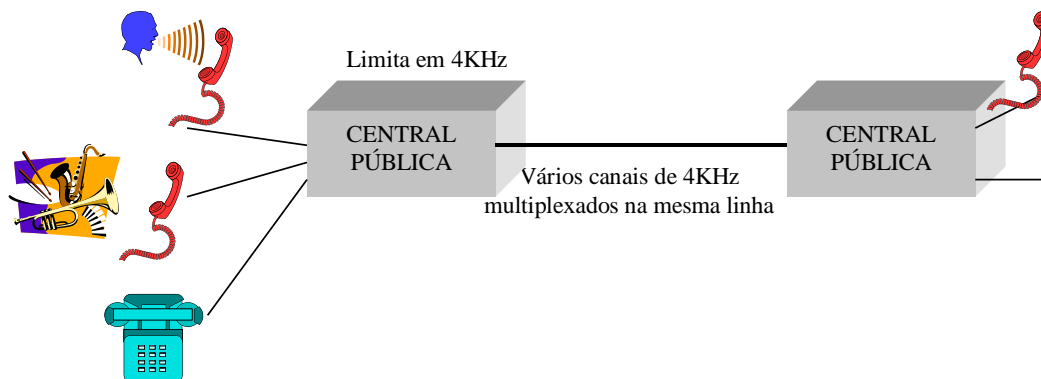 Limita em 4KHz
CENTRAL
PÚBLICA
CENTRAL
PÚBLICA
Vários canais de 4KHz
multiplexados na mesma linha